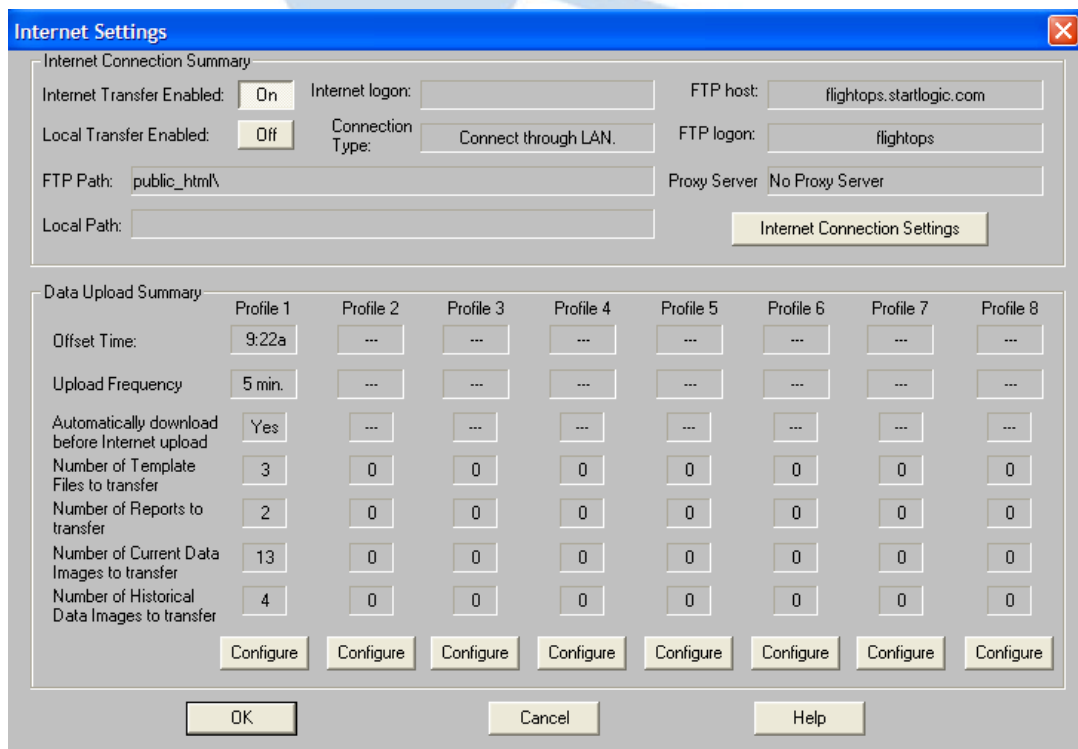 Internet Settings
Internet Connection Summary
Internet Transfer Enabled: On Internet logon: FTP host: flightops.startlogic.com
Local Transfer Enabled: Off Connection Type: Connect through LAN. FTP logon: flightops
FTP Path: public_html\ Proxy Server No Proxy Server
Local Path: Internet Connection Settings
Data Upload Summary
Profile 1 Profile 2 Profile 3 Profile 4 Profile 5 Profile 6 Profile 7 Profile 8
Offset Time: 9:22a --- --- --- --- --- --- ---
Upload Frequency 5 min. --- --- --- --- --- --- ---
Automatically download
before Internet upload Yes --- --- --- --- --- --- ---
Number of Template
Files to transfer 3 0 0 0 0 0 0 0
Number of Reports to
transfer 2 0 0 0 0 0 0 0
Number of Current Data
Images to transfer 13 0 0 0 0 0 0 0
Number of Historical
Data Images to transfer 4 0 0 0 0 0 0 0
Configure Configure Configure Configure Configure Configure Configure Configure
OK Cancel Help